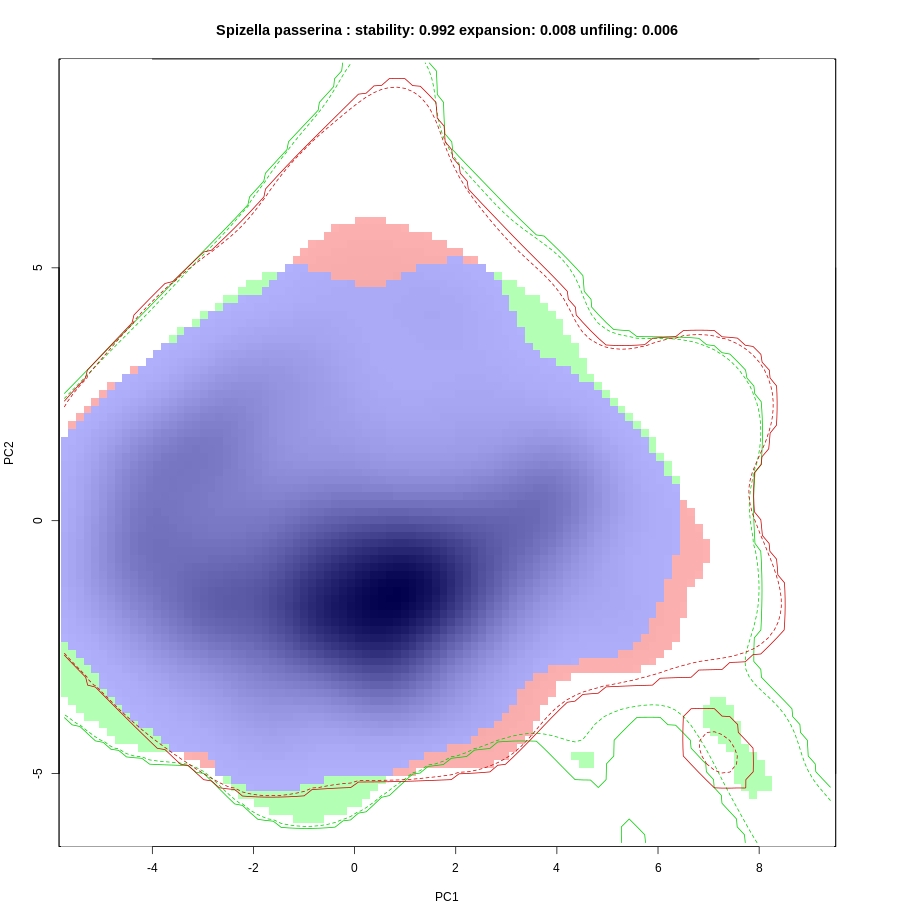 Spizella passerina : stability: 0.992 expansion: 0.008 unfiling: 0.006
5
0
-5
PC2
-4 -2 0 2 4 6 8
PC1